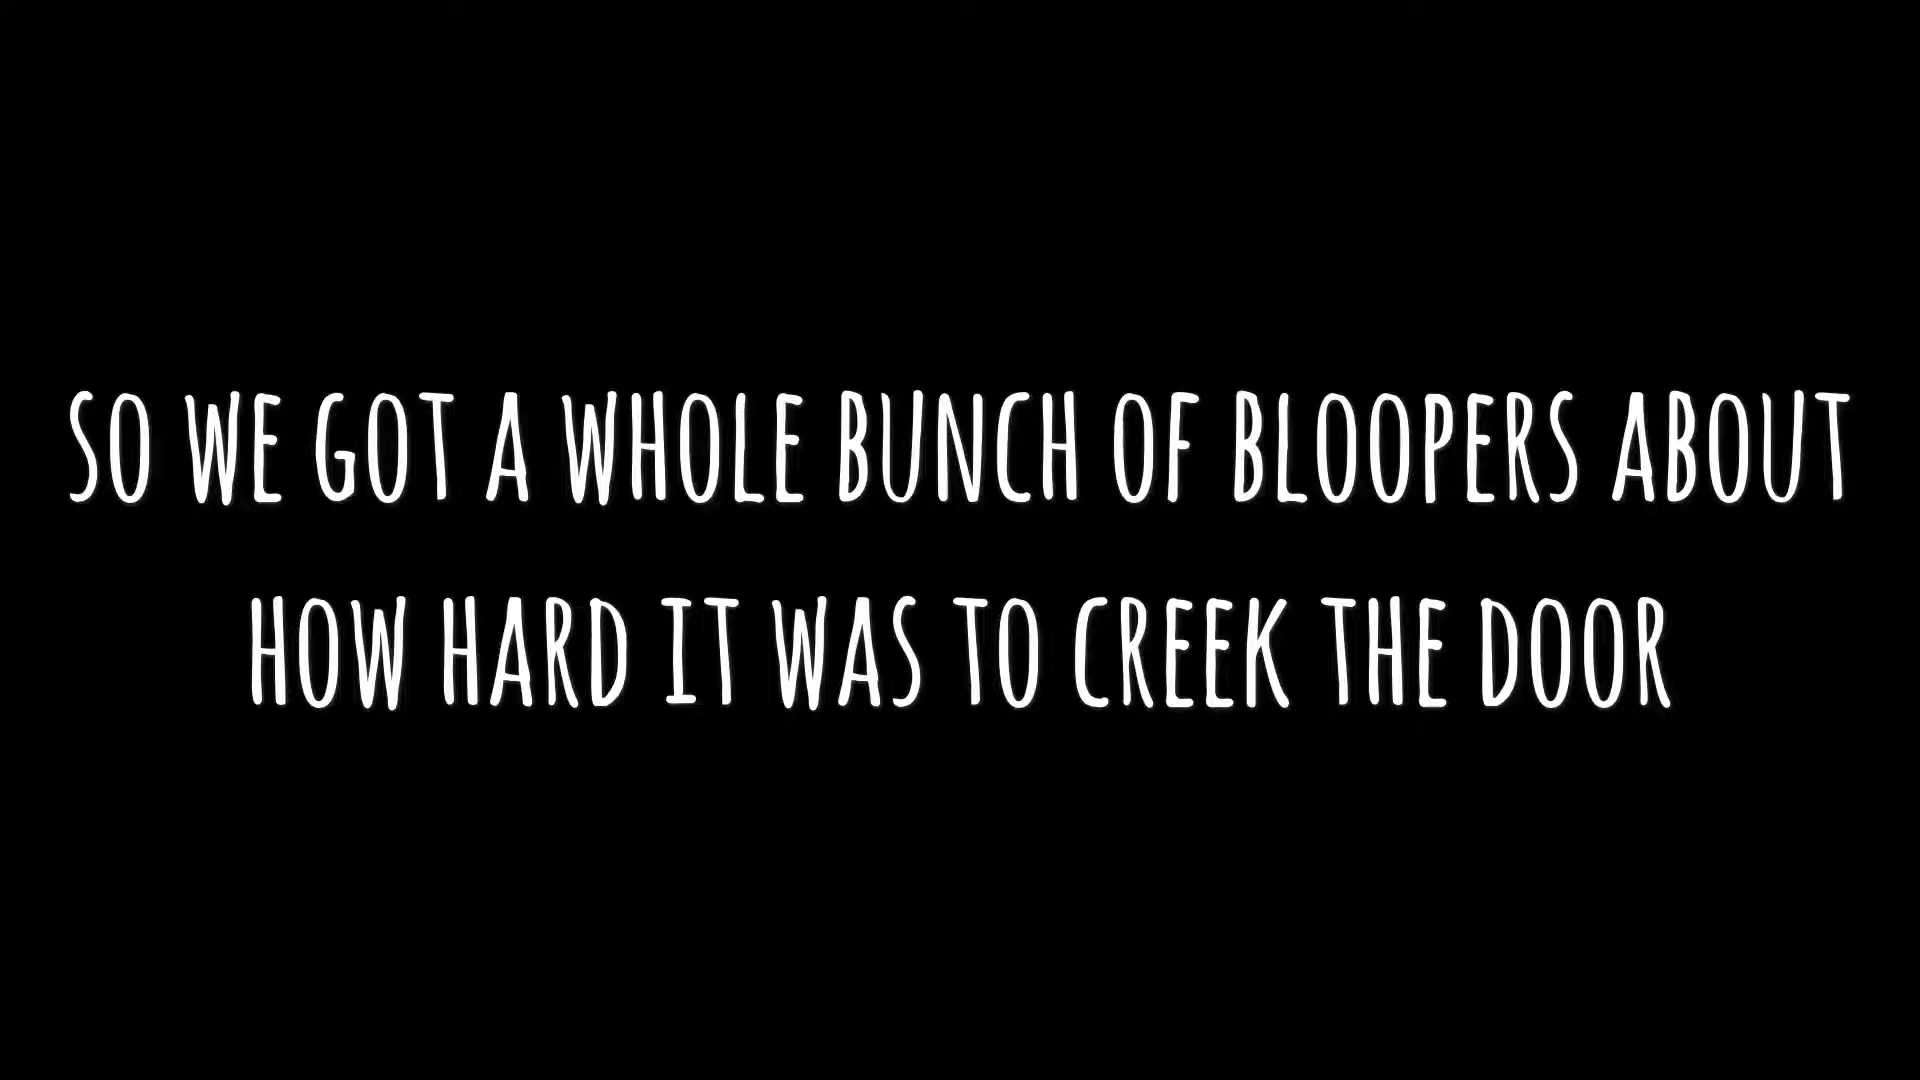 SO WE GOT A WHOLE BUNCH OF BLOOPERS ABOUT
HOW HARD IT WAS TO CREEK THE DOOR